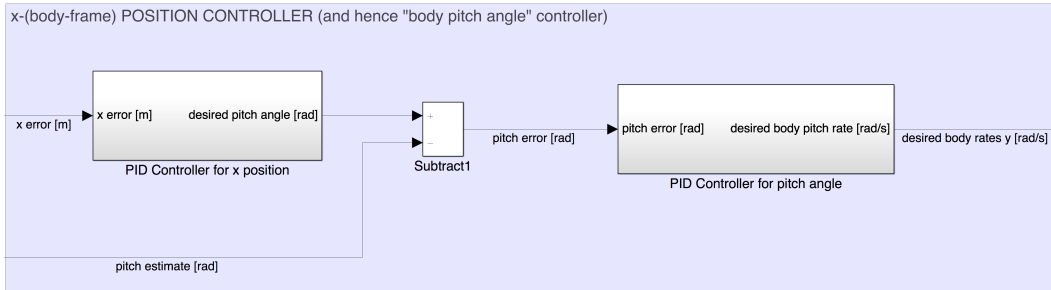 x-(body-frame) POSITION CONTROLLER (and hence "body pitch angle" controller)
x error [m]
x error [m]
desired pitch angle [rad]
PID Controller for x position
+
−
Subtract1
pitch error [rad]
pitch error [rad]
desired body pitch rate [rad/s]
PID Controller for pitch angle
desired body rates y [rad/s]
pitch estimate [rad]